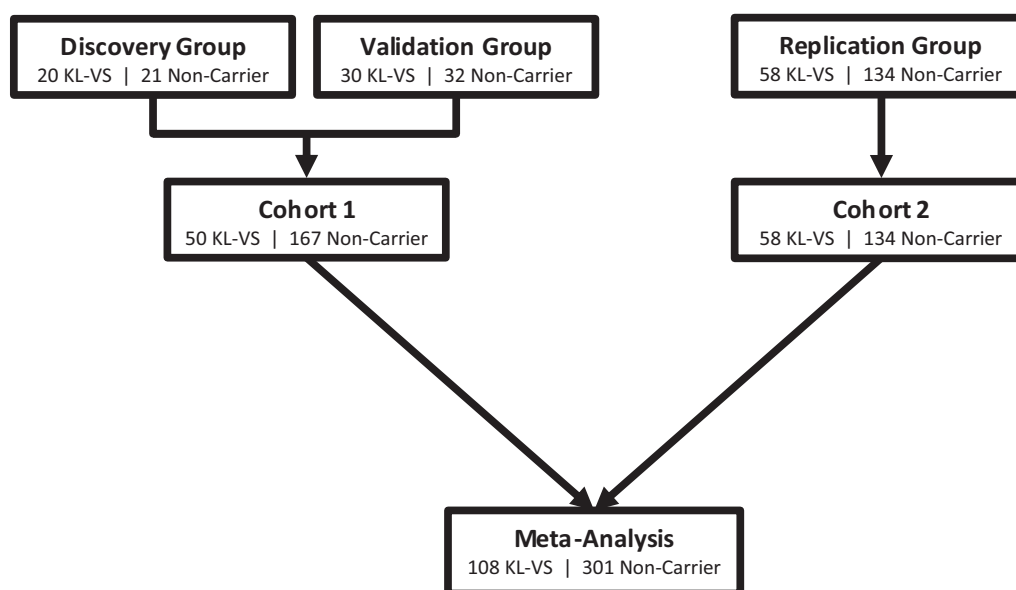 Discovery Group
20 KL-VS | 21 Non-Carrier
Validation Group
30 KL-VS | 32 Non-Carrier
Replication Group
58 KL-VS | 134 Non-Carrier
Cohort 1
50 KL-VS | 167 Non-Carrier
Cohort 2
58 KL-VS | 134 Non-Carrier
Meta-Analysis
108 KL-VS | 301 Non-Carrier